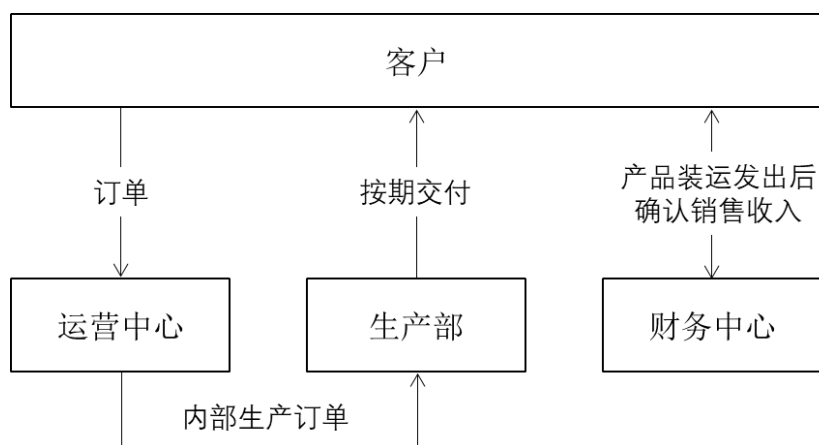 客户
订单
按期交付
产品装运发出后
确认销售收入
运营中心
生产部
财务中心
内部生产订单